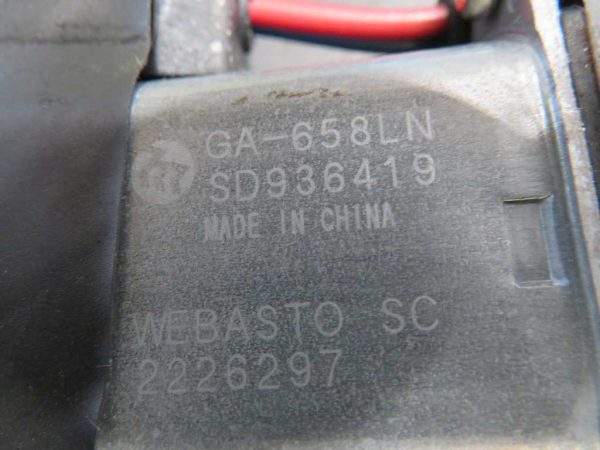 GA-658LN
SD936419
MADE IN CHINA
WEBASTO SC
2226297